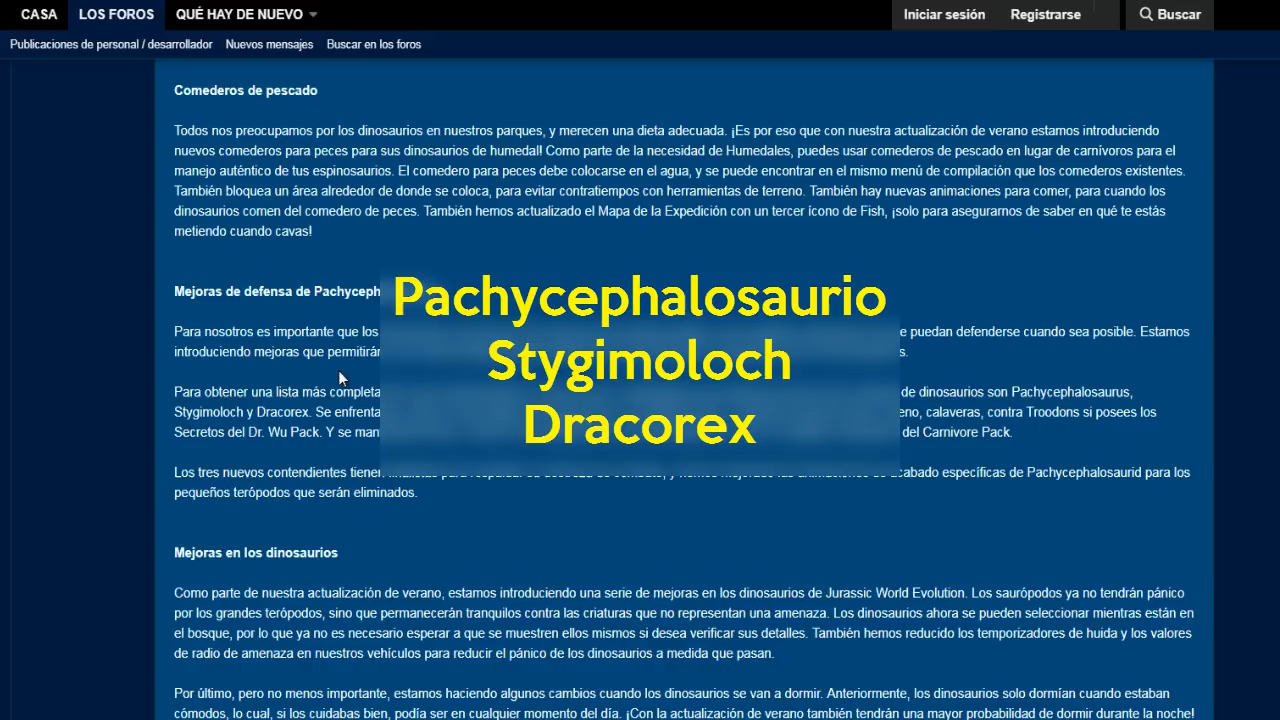 CASA LOS FOROS QUÉ HAY DE NUEVO Iniciar sesión Registrarse Buscar
Publicaciones de personal / desarrollador Nuevos mensajes Buscar en los foros
Comederos de pescado
Todos nos preocupamos por los dinosaurios en nuestros parques, y merecen una dieta adecuada. ¡Es por eso que con nuestra actualización de verano estamos introduciendo
nuevos comederos para peces para sus dinosaurios de humedal! Como parte de la necesidad de Humedales, puedes usar comederos de pescado en lugar de carnívoros para el
manejo auténtico de tus espinosaurios. El comedero para peces debe colocarse en el agua, y se puede encontrar en el mismo menú de compilación que los comederos existentes.
También bloquea un área alrededor de donde se coloca, para evitar contratiempos con herramientas de terreno. También hay nuevas animaciones para comer, para cuando los
dinosaurios comen del comedero de peces. También hemos actualizado el Mapa de la Expedición con un tercer ícono de Fish, ¡solo para asegurarnos de saber en qué te estás
metiendo cuando cavas!
Mejoras de defensa de Pachyceph
Pachycephalosaurio
Para nosotros es importante que los e puedan defenderse cuando sea posible. Estamos
introduciendo mejoras que permitirán s.
Stygimoloch
Para obtener una lista más completa de dinosaurios son Pachycephalosaurus,
Stygimoloch y Dracorex. Se enfrenta eno, calaveras, contra Troodons si posees los
Dracorex
Secretos del Dr. Wu Pack. Y se man del Carnivore Pack.
Los tres nuevos contendientes tienen acabado específicas de Pachycephalosaurid para los
pequeños terópodos que serán eliminados.
Mejoras en los dinosaurios
Como parte de nuestra actualización de verano, estamos introduciendo una serie de mejoras en los dinosaurios de Jurassic World Evolution. Los saurópodos ya no tendrán pánico
por los grandes terópodos, sino que permanecerán tranquilos contra las criaturas que no representan una amenaza. Los dinosaurios ahora se pueden seleccionar mientras están en
el bosque, por lo que ya no es necesario esperar a que se muestren ellos mismos si desea verificar sus detalles. También hemos reducido los temporizadores de huida y los valores
de radio de amenaza en nuestros vehículos para reducir el pánico de los dinosaurios a medida que pasan.
Por último, pero no menos importante, estamos haciendo algunos cambios cuando los dinosaurios se van a dormir. Anteriormente, los dinosaurios solo dormían cuando estaban
cómodos, lo cual, si los cuidabas bien, podía ser en cualquier momento del día. ¡Con la actualización de verano también tendrán una mayor probabilidad de dormir durante la noche!